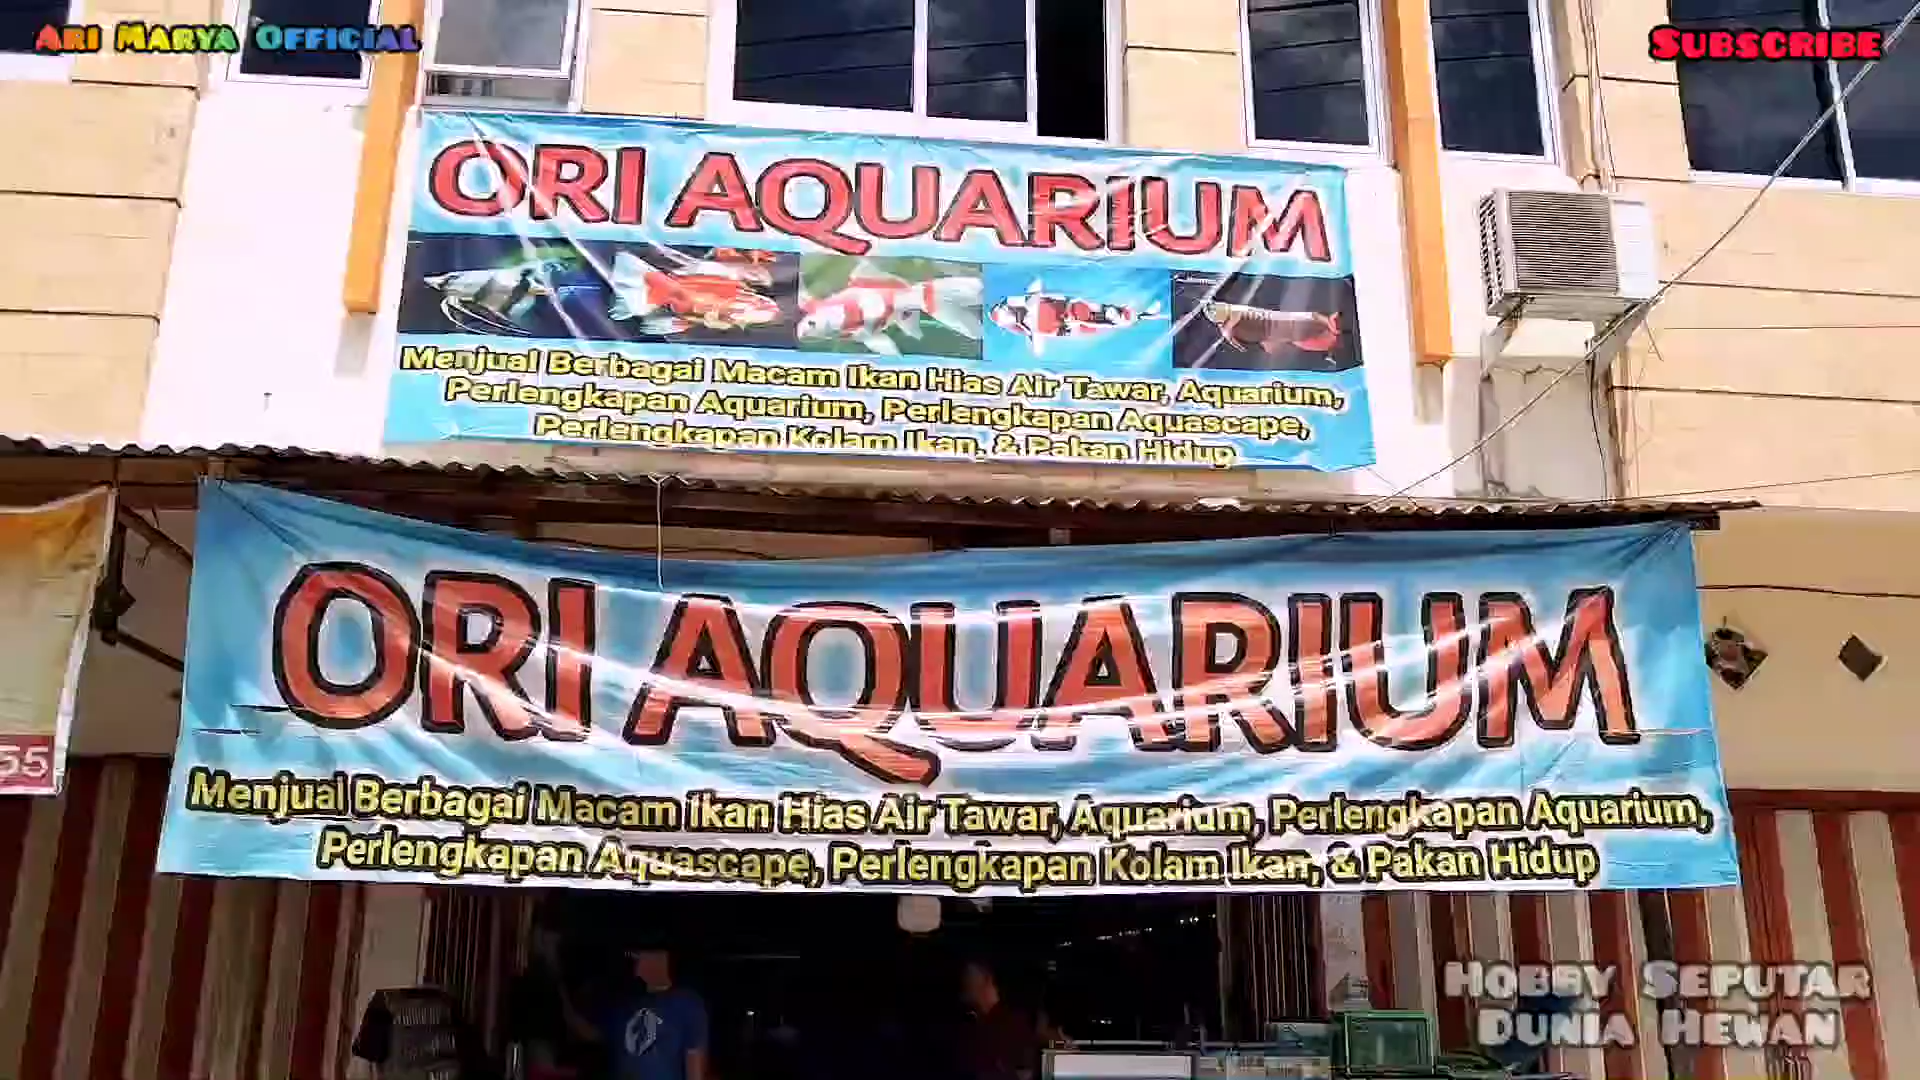 Ari Marya Official
Subscribe
ORI AQUARIUM
Menjual Berbagai Macam Ikan Hias Air Tawar, Aquarium,
Perlengkapan Aquarium, Perlengkapan Aquascape,
Perlengkapan Kolam Ikan, & Pakan Hidup
ORI AQUARIUM
Menjual Berbagai Macam Ikan Hias Air Tawar, Aquarium, Perlengkapan Aquarium,
Perlengkapan Aquascape, Perlengkapan Kolam Ikan, & Pakan Hidup
55
Hobby Seputar
Dunia Hewan